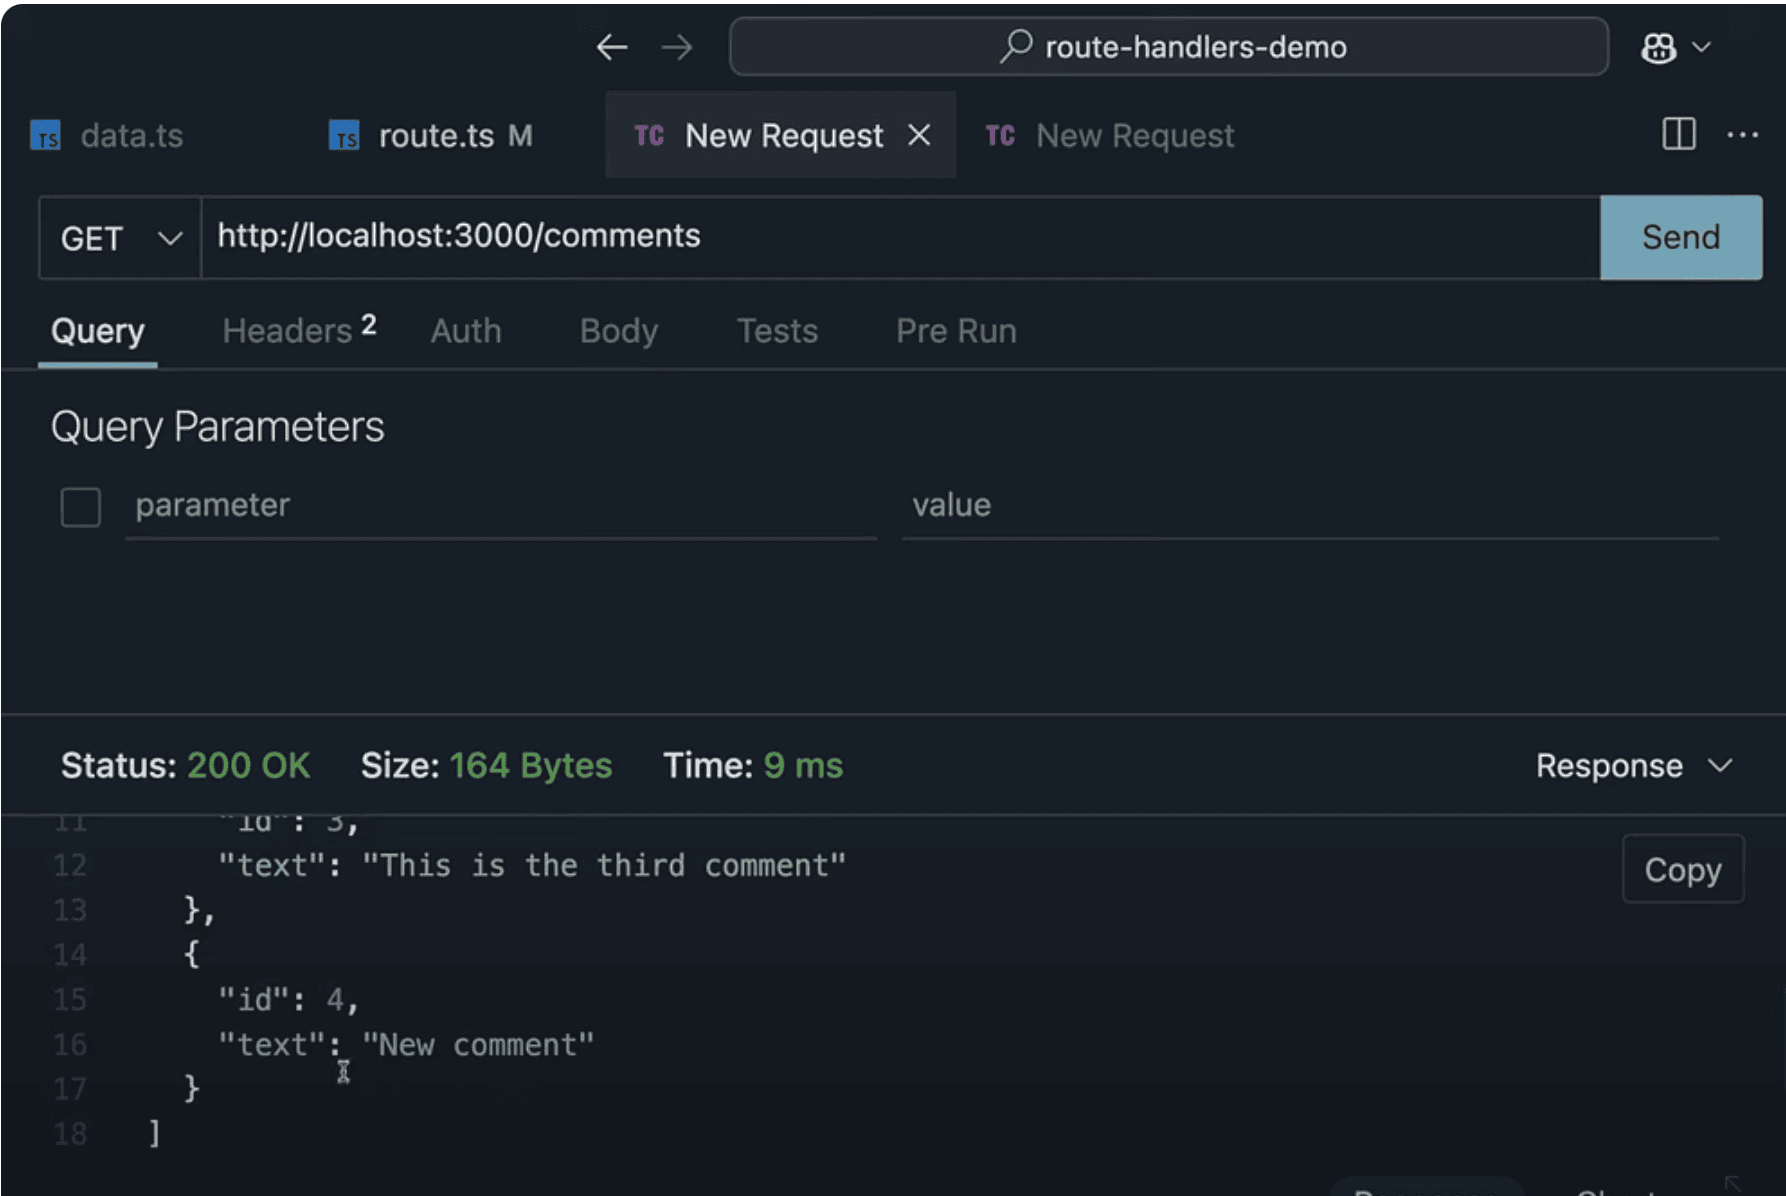 route-handlers-demo
TS data.ts
TS route.ts M
TC New Request
TC New Request
GET
http://localhost:3000/comments
Send
Query
Headers 2
Auth
Body
Tests
Pre Run
Query Parameters
parameter
value
Status: 200 OK
Size: 164 Bytes
Time: 9 ms
Response
11 "id": 3,
12 "text": "This is the third comment"
Copy
13 },
14 {
15 "id": 4,
16 "text": "New comment"
17 }
18 ]